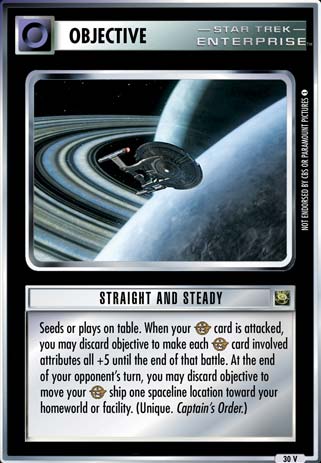 OBJECTIVE
STAR TREK
ENTERPRISE™
NOT ENDORSED BY CBS OR PARAMOUNT PICTURES
STRAIGHT AND STEADY
Seeds or plays on table. When your card is attacked,
you may discard objective to make each card involved
attributes all +5 until the end of that battle. At the end
of your opponent's turn, you may discard objective to
move your ship one spaceline location toward your
homeworld or facility. (Unique. Captain's Order.)
30 V